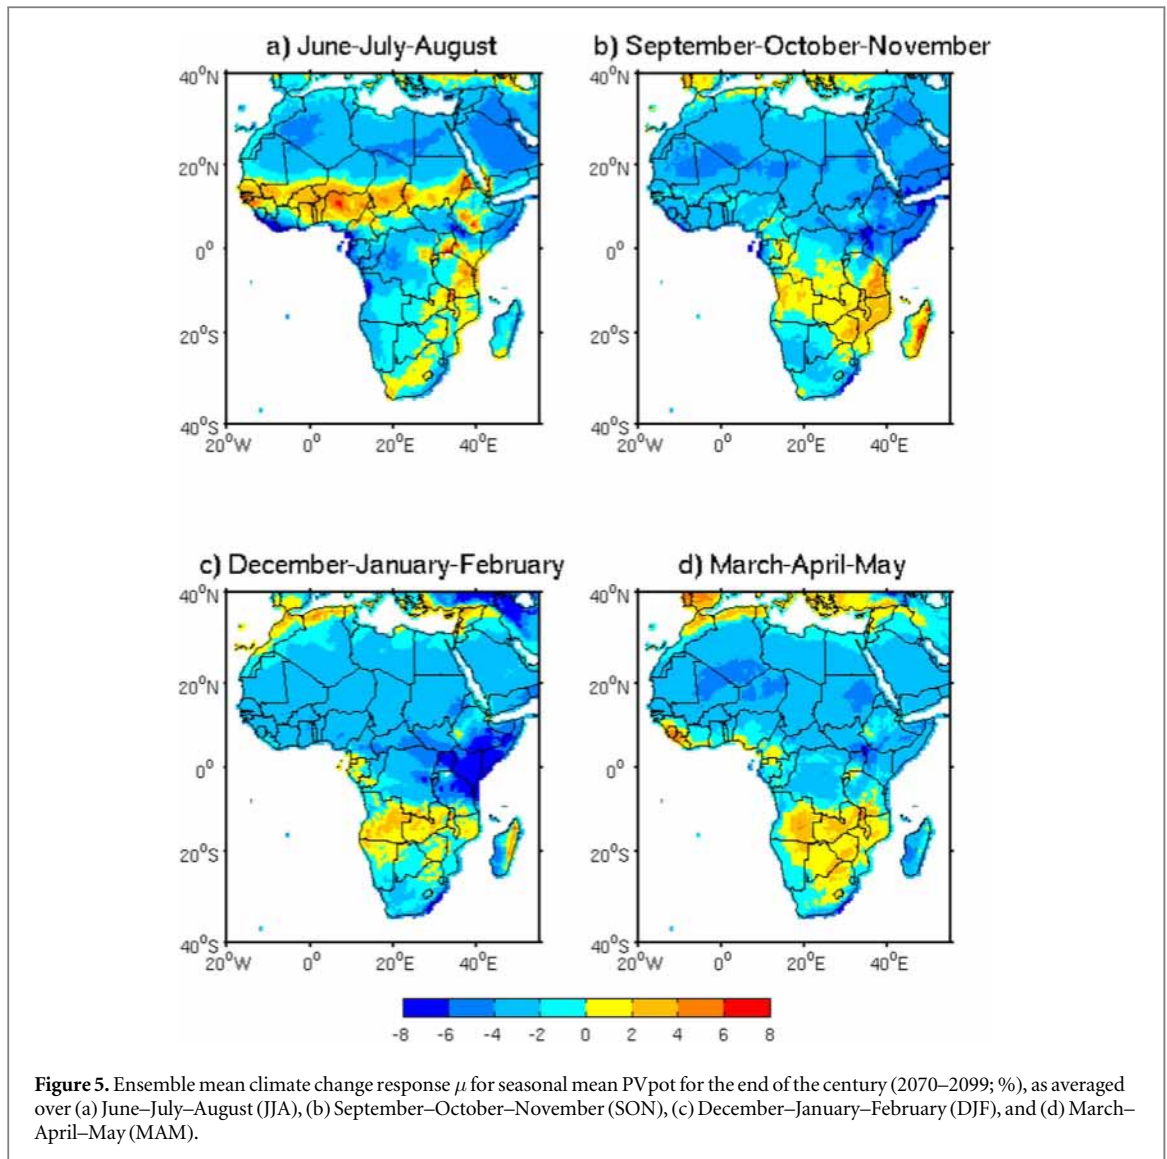 a) June-July-August
b) September-October-November
40°N
20°N
0°
20°S
40°S
20°W 0° 20°E 40°E
40°N
20°N
0°
20°S
40°S
20°W 0° 20°E 40°E
c) December-January-February
d) March-April-May
40°N
20°N
0°
20°S
40°S
20°W 0° 20°E 40°E
40°N
20°N
0°
20°S
40°S
20°W 0° 20°E 40°E
-8 -6 -4 -2 0 2 4 6 8
Figure 5. Ensemble mean climate change response μ for seasonal mean PVpot for the end of the century (2070–2099; %), as averaged
over (a) June–July–August (JJA), (b) September–October–November (SON), (c) December–January–February (DJF), and (d) March–
April–May (MAM).